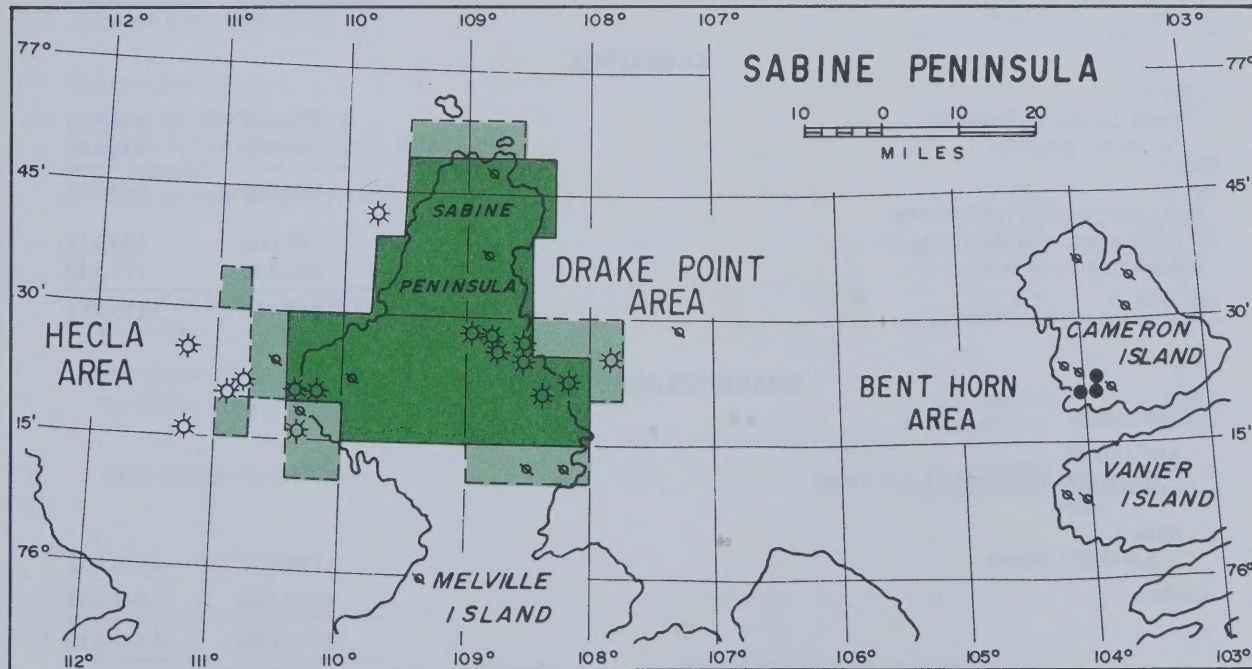 112° 111° 110° 109° 108° 107° 103°
77° 77°
SABINE PENINSULA
10 0 10 20
MILES
45' 45'
SABINE
PENINSULA
DRAKE POINT
AREA
30' 30'
HECLA
AREA
CAMERON
ISLAND
BENT HORN
AREA
15' 15'
VANIER
ISLAND
76° 76°
MELVILLE
ISLAND
112° 111° 110° 109° 108° 107° 106° 105° 104° 103°